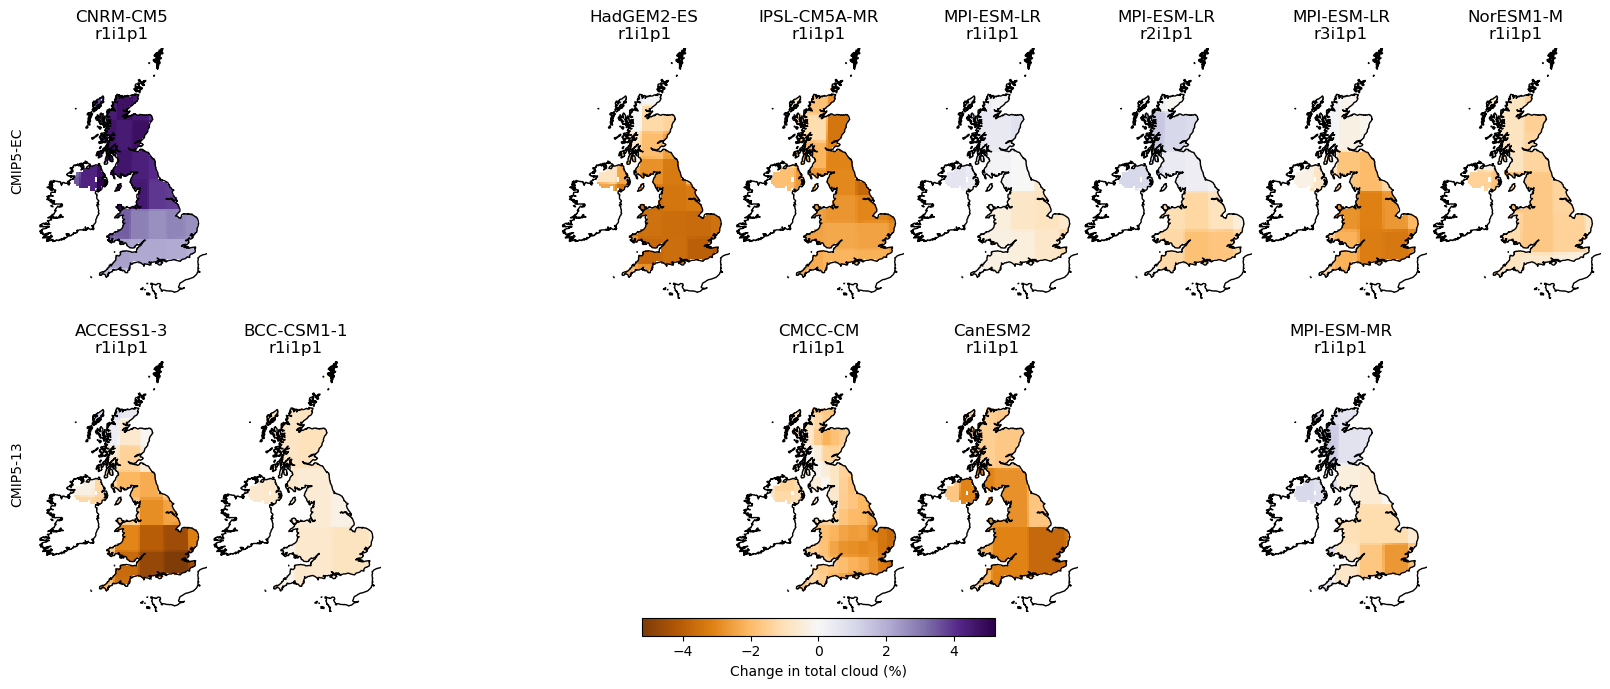 CNRM-CM5
r1i1p1
HadGEM2-ES
r1i1p1
IPSL-CM5A-MR
r1i1p1
MPI-ESM-LR
r1i1p1
MPI-ESM-LR
r2i1p1
MPI-ESM-LR
r3i1p1
NorESM1-M
r1i1p1
CMIP5-EC
ACCESS1-3
r1i1p1
BCC-CSM1-1
r1i1p1
CMCC-CM
r1i1p1
CanESM2
r1i1p1
MPI-ESM-MR
r1i1p1
CMIP5-13
−4 −2 0 2 4
Change in total cloud (%)